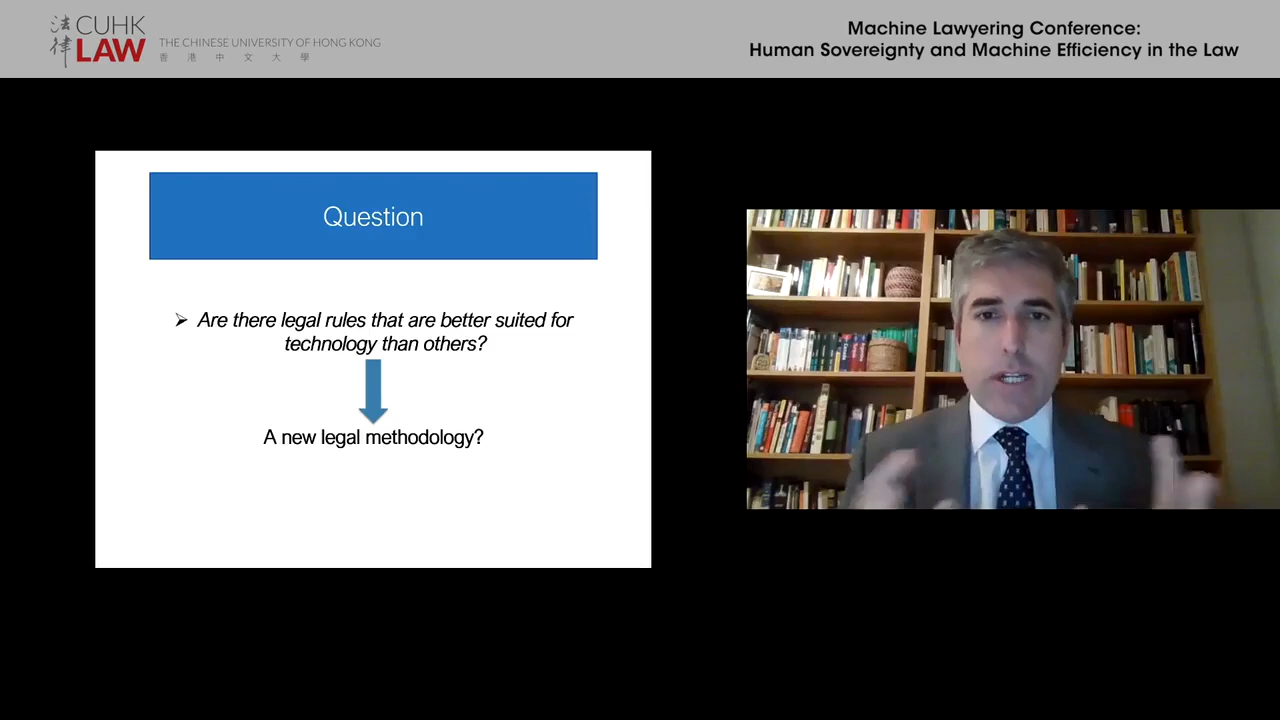 法律
CUHK
LAW
THE CHINESE UNIVERSITY OF HONG KONG
香港中文大學
Machine Lawyering Conference:
Human Sovereignty and Machine Efficiency in the Law
Question
➢ Are there legal rules that are better suited for
technology than others?
A new legal methodology?